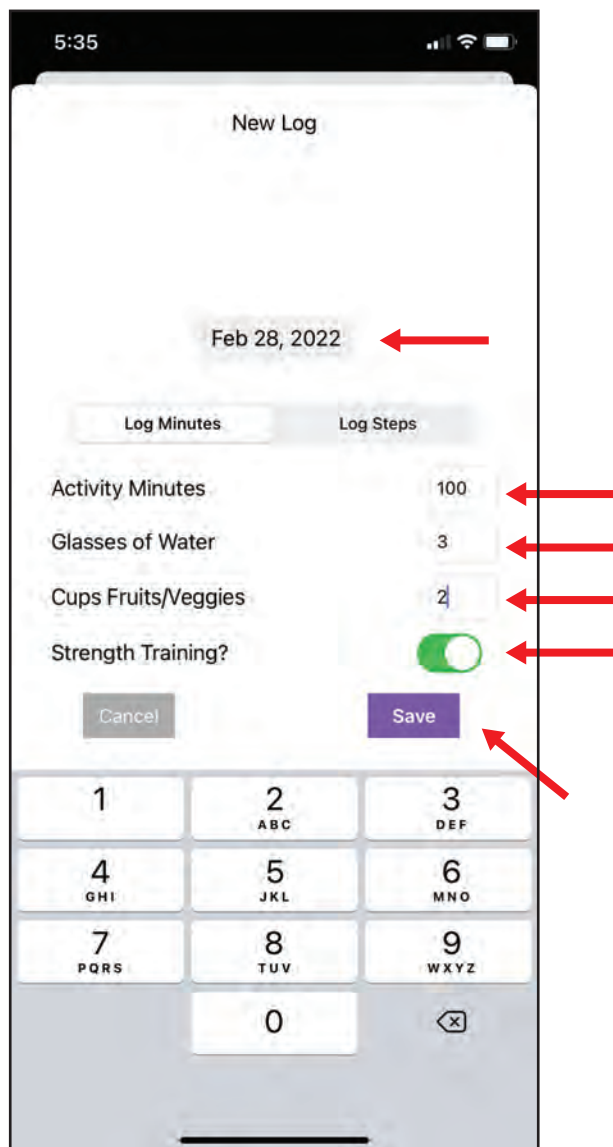 5:35
New Log
Feb 28, 2022
Log Minutes Log Steps
Activity Minutes 100
Glasses of Water 3
Cups Fruits/Veggies 2
Strength Training?
Cancel Save
1 2 3
ABC DEF
4 5 6
GHI JKL MNO
7 8 9
PQRS TUV WXYZ
0